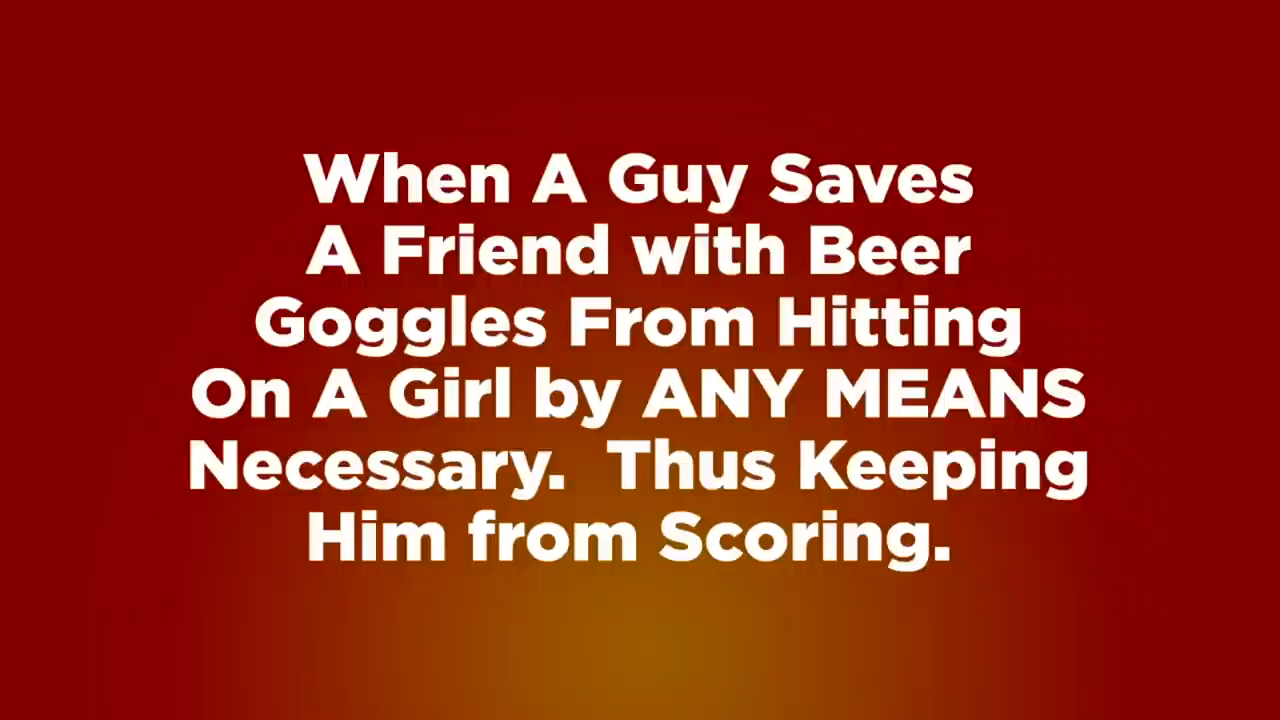 When A Guy Saves
A Friend with Beer
Goggles From Hitting
On A Girl by ANY MEANS
Necessary.  Thus Keeping
Him from Scoring.